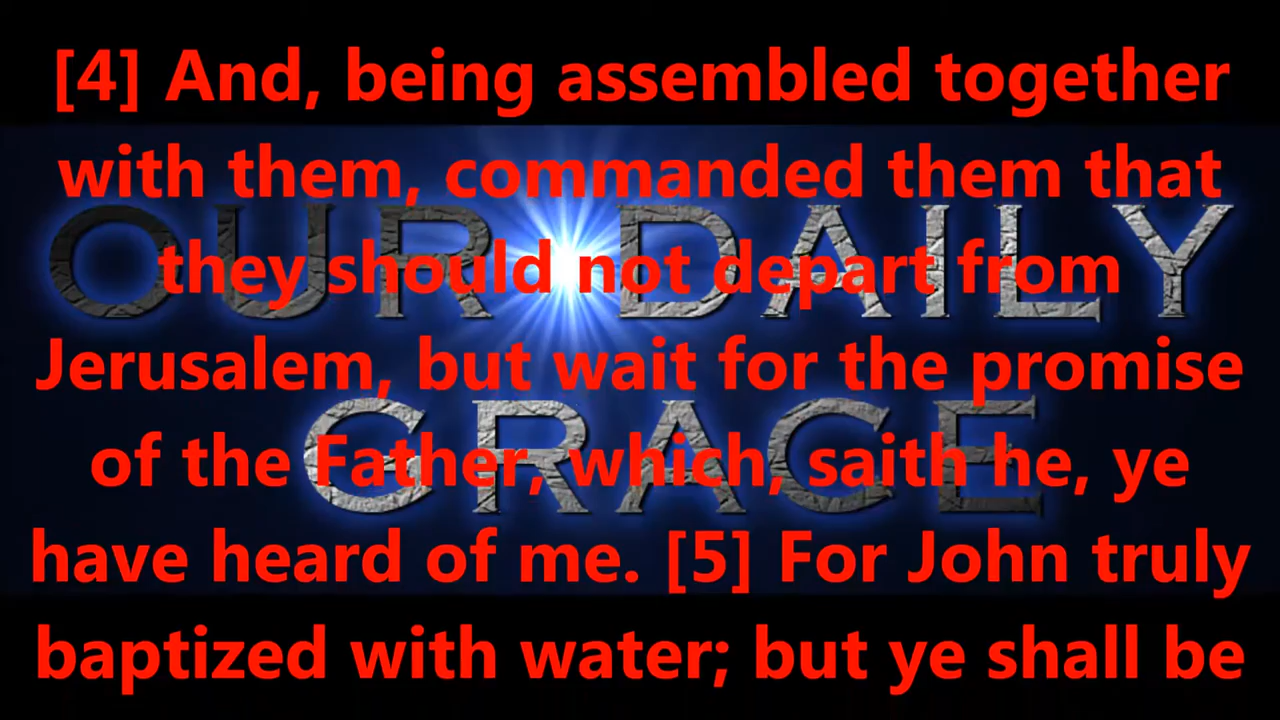 [4] And, being assembled together
with them, commanded them that
OUR DAILY
they should not depart from
Jerusalem, but wait for the promise
GRACE
of the Father, which, saith he, ye
have heard of me. [5] For John truly
baptized with water; but ye shall be